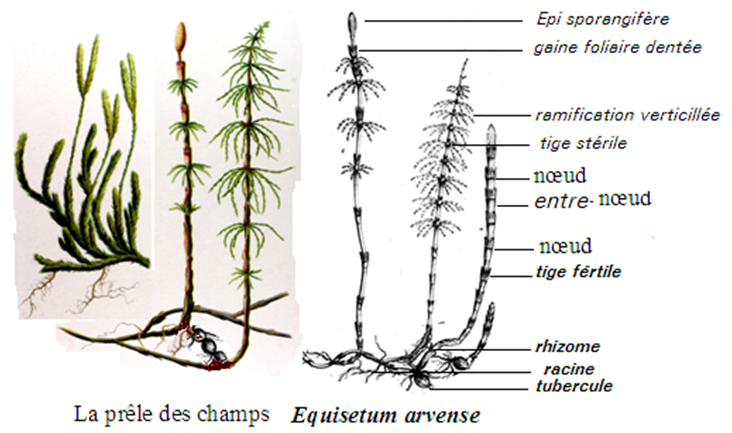 Epi sporangifère
gaine foliaire dentée
ramification verticillée
tige stérile
nœud
entre-nœud
nœud
tige fértile
rhizome
racine
tubercule
La prêle des champs Equisetum arvense